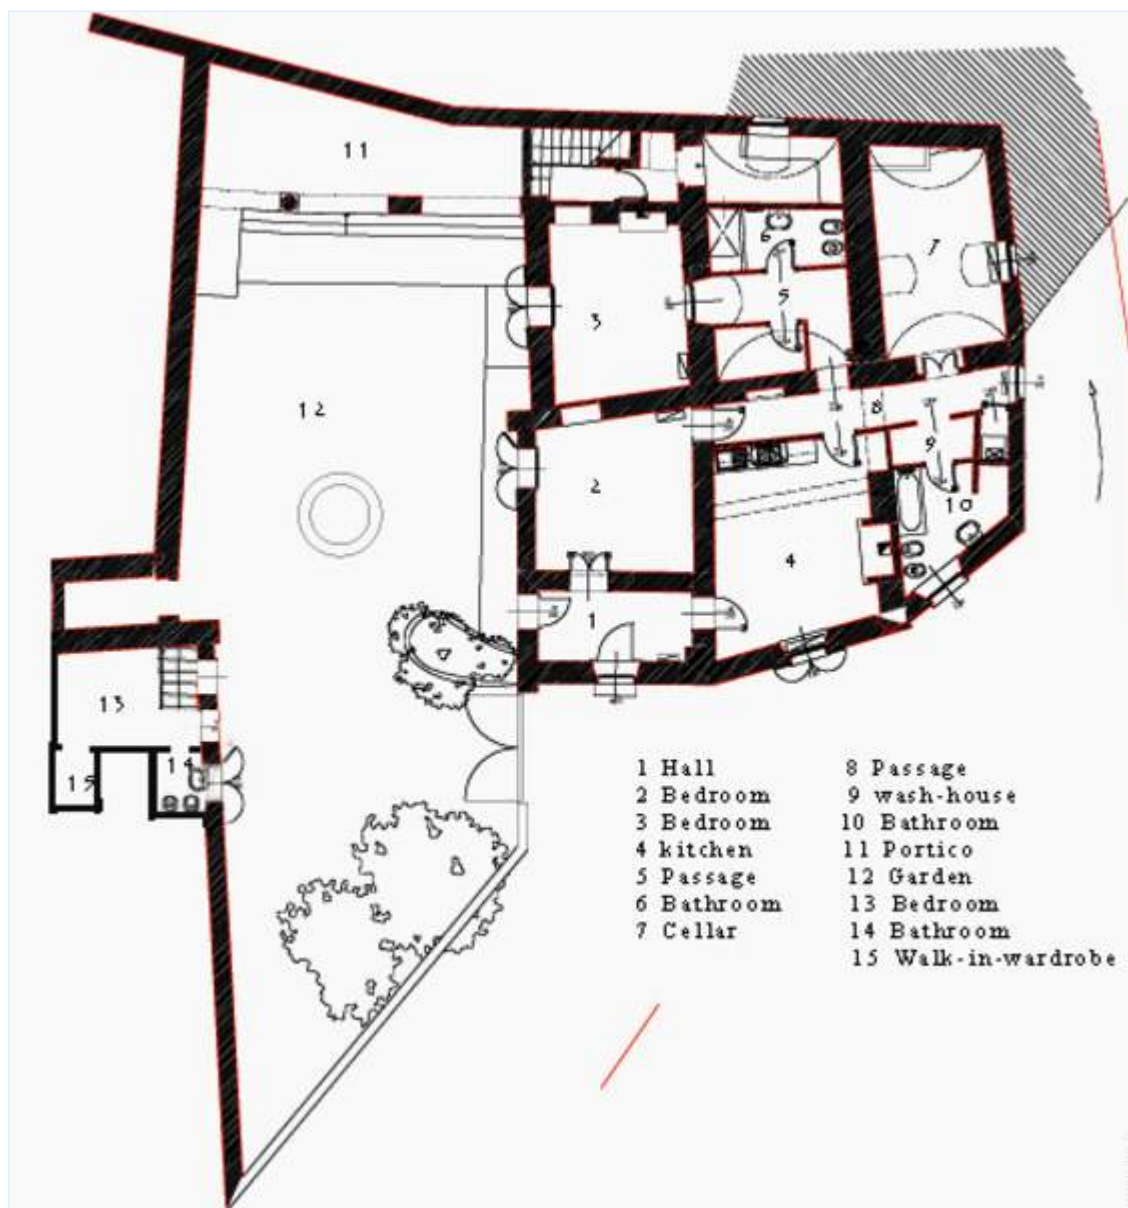 11
6
7
5
3
12
8
9
2
10
4
1
13
14
15
1 Hall
2 Bedroom
3 Bedroom
4 kitchen
5 Passage
6 Bathroom
7 Cellar
8 Passage
9 wash-house
10 Bathroom
11 Portico
12 Garden
13 Bedroom
14 Bathroom
15 Walk-in-wardrobe